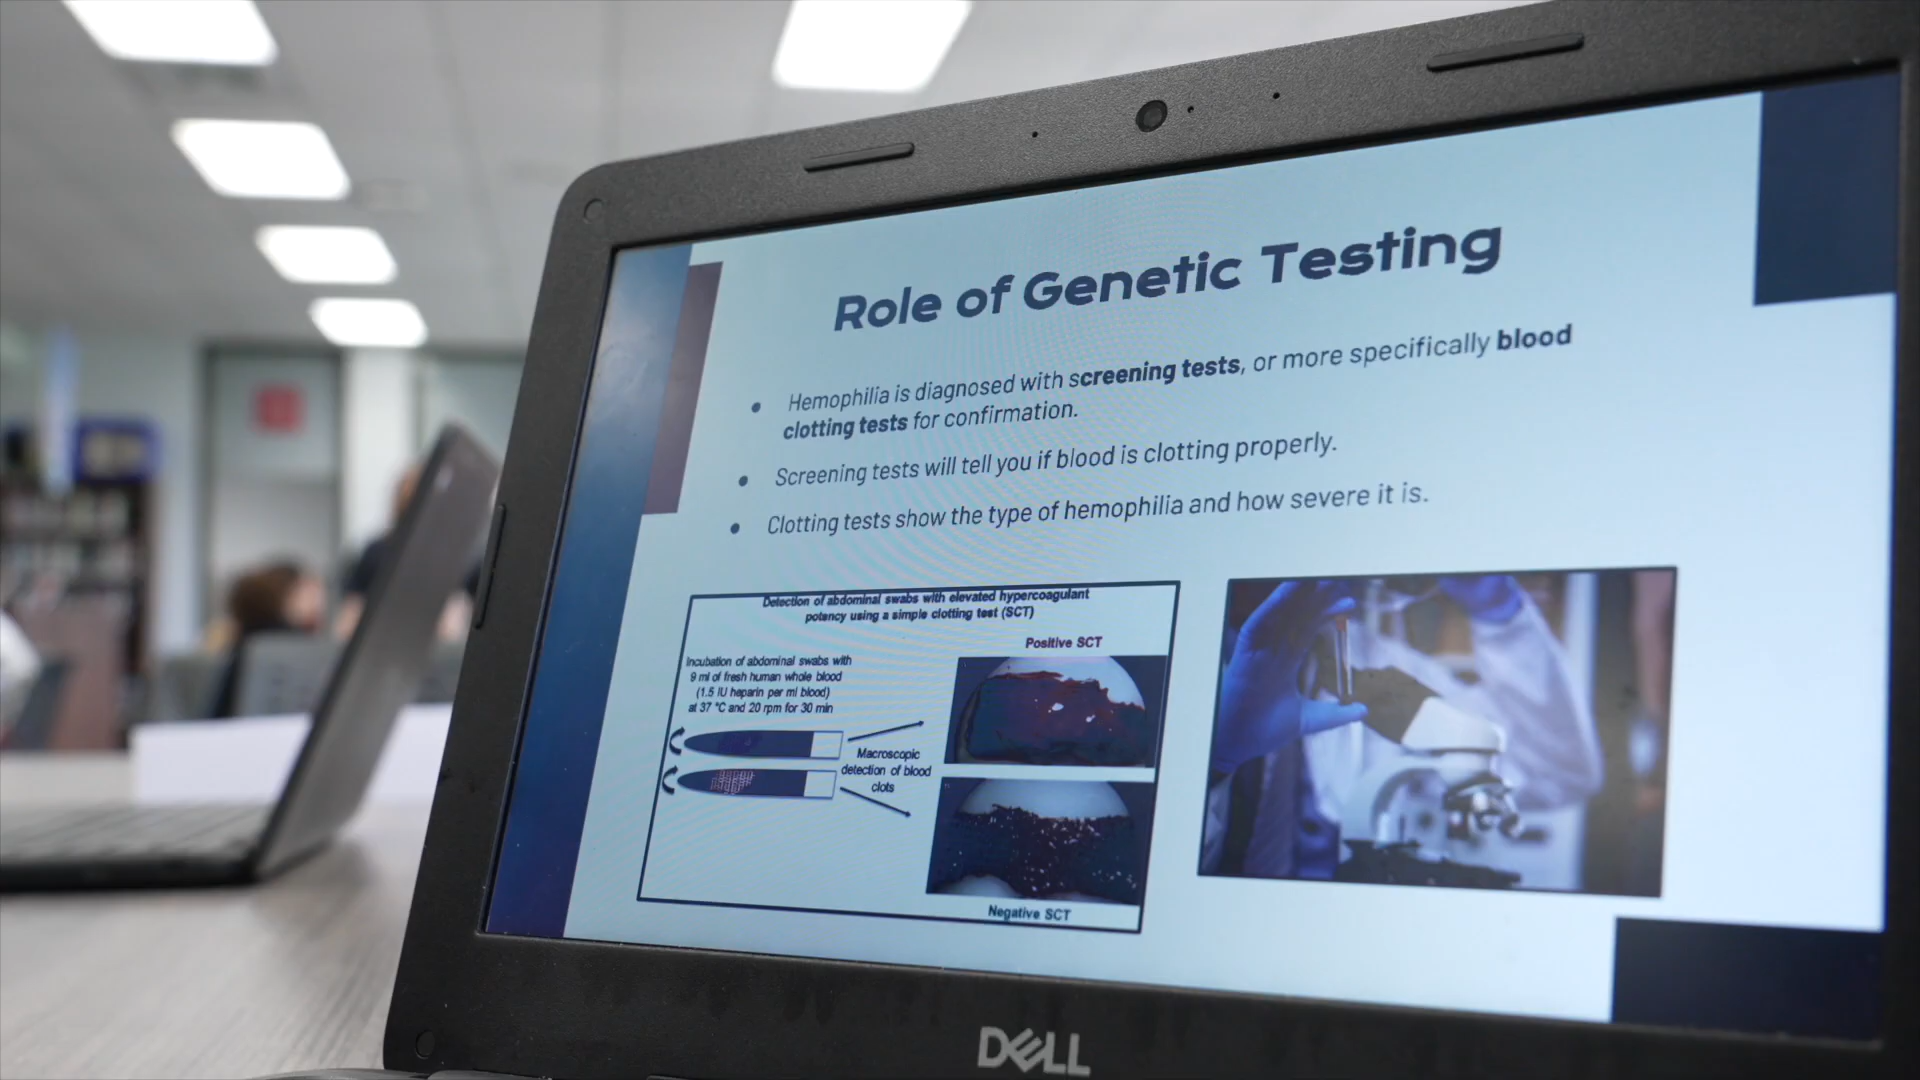 Role of Genetic Testing
Hemophilia is diagnosed with screening tests, or more specifically blood
clotting tests for confirmation.
Screening tests will tell you if blood is clotting properly.
Clotting tests show the type of hemophilia and how severe it is.
Detection of abdominal swabs with elevated hypercoagulant
potency using a simple clotting test (SCT)
Positive SCT
Incubation of abdominal swabs with
9 ml of fresh human whole blood
(1.5 IU heparin per ml blood)
at 37 °C and 20 rpm for 30 min
Macroscopic
detection of blood
clots
Negative SCT
DELL